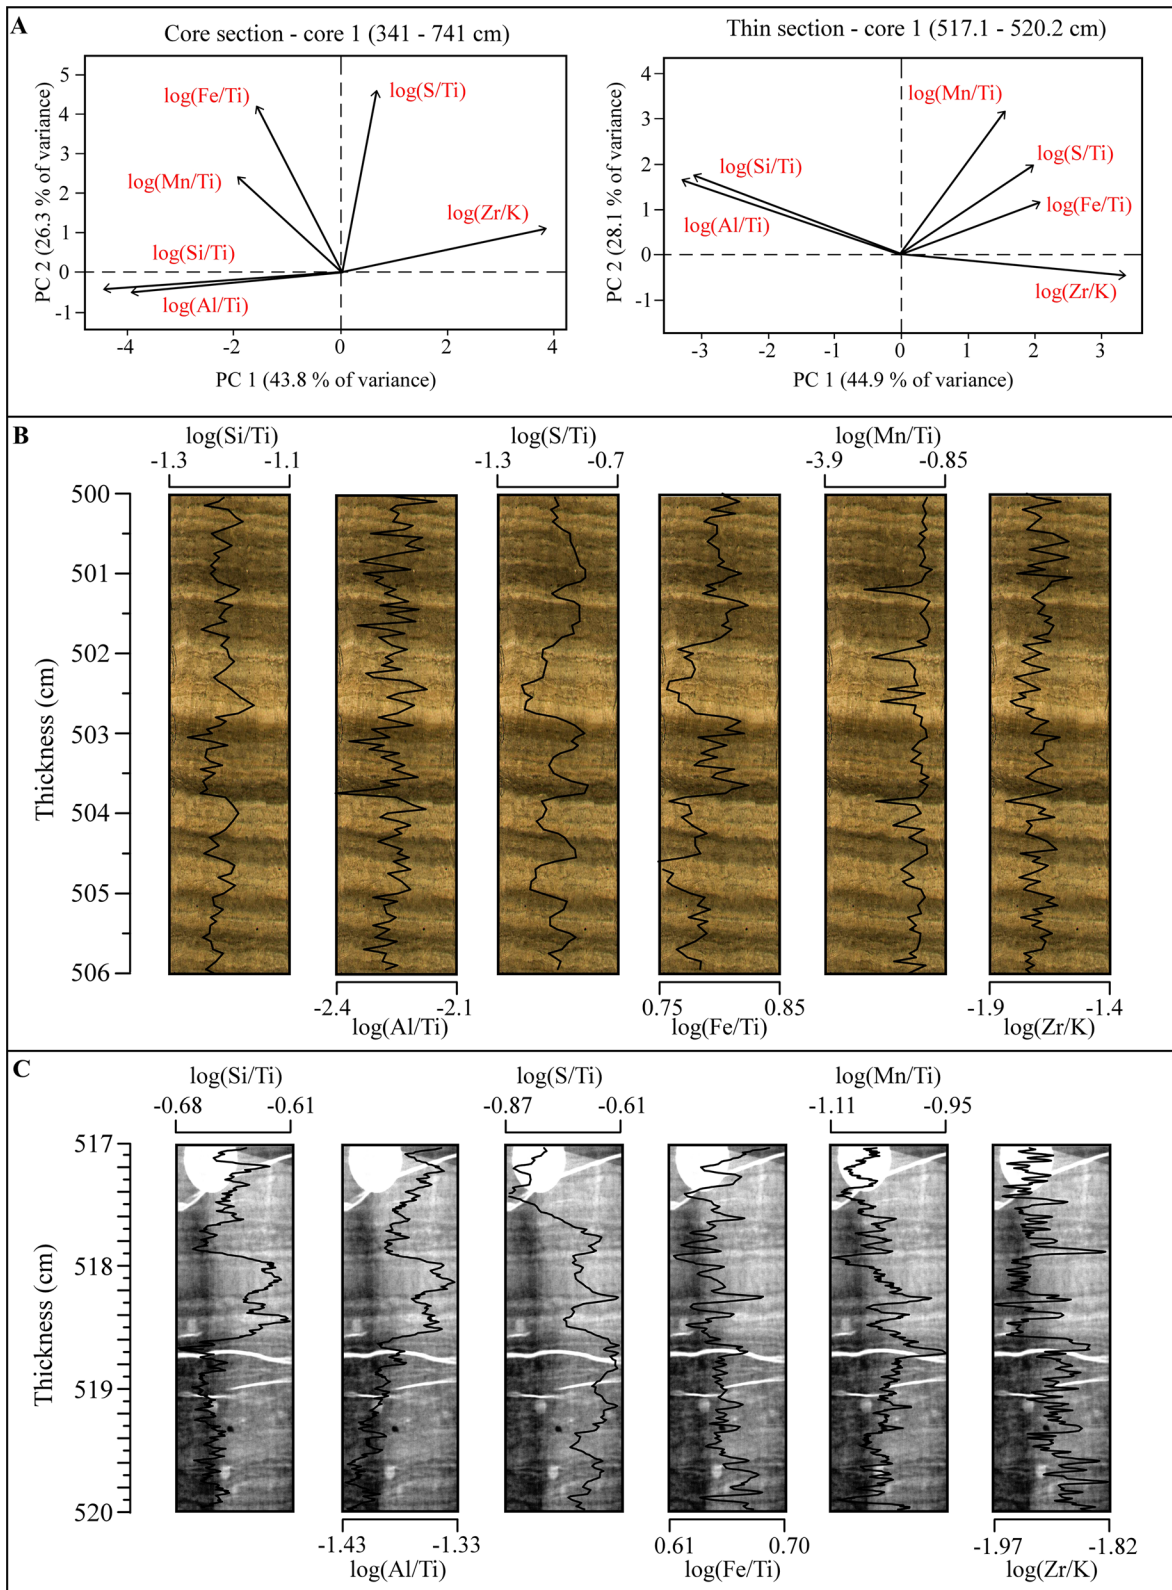 A
Core section - core 1 (341 - 741 cm)
Thin section - core 1 (517.1 - 520.2 cm)
PC 2 (26.3 % of variance)
5
4
3
2
1
0
-1
log(Fe/Ti)
log(S/Ti)
log(Mn/Ti)
log(Zr/K)
log(Si/Ti)
log(Al/Ti)
-4
-2
0
2
4
PC 1 (43.8 % of variance)
PC 2 (28.1 % of variance)
4
3
2
1
0
-1
log(Mn/Ti)
log(Si/Ti)
log(S/Ti)
log(Al/Ti)
log(Fe/Ti)
log(Zr/K)
-3
-2
-1
0
1
2
3
PC 1 (44.9 % of variance)
B
log(Si/Ti)
-1.3
-1.1
log(S/Ti)
-1.3
-0.7
log(Mn/Ti)
-3.9
-0.85
Thickness (cm)
500
501
502
503
504
505
506
-2.4
-2.1
log(Al/Ti)
0.75
0.85
log(Fe/Ti)
-1.9
-1.4
log(Zr/K)
C
log(Si/Ti)
-0.68
-0.61
log(S/Ti)
-0.87
-0.61
log(Mn/Ti)
-1.11
-0.95
Thickness (cm)
517
518
519
520
-1.43
-1.33
log(Al/Ti)
0.61
0.70
log(Fe/Ti)
-1.97
-1.82
log(Zr/K)